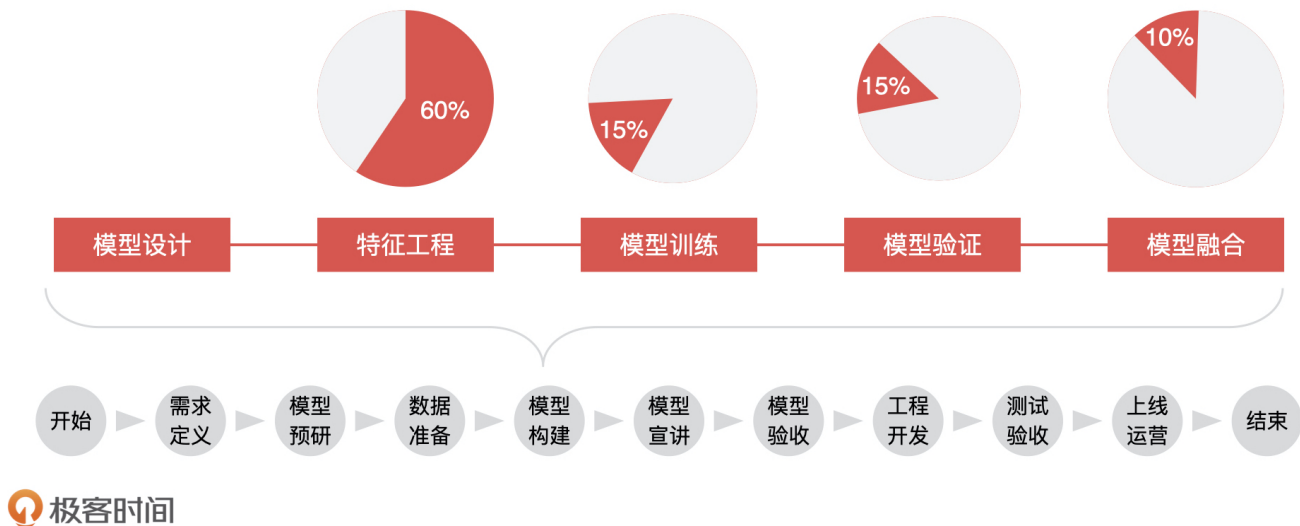 60%
15%
15%
10%
模型设计
特征工程
模型训练
模型验证
模型融合
开始
需求
定义
模型
预研
数据
准备
模型
构建
模型
宣讲
模型
验收
工程
开发
测试
验收
上线
运营
结束
极客时间